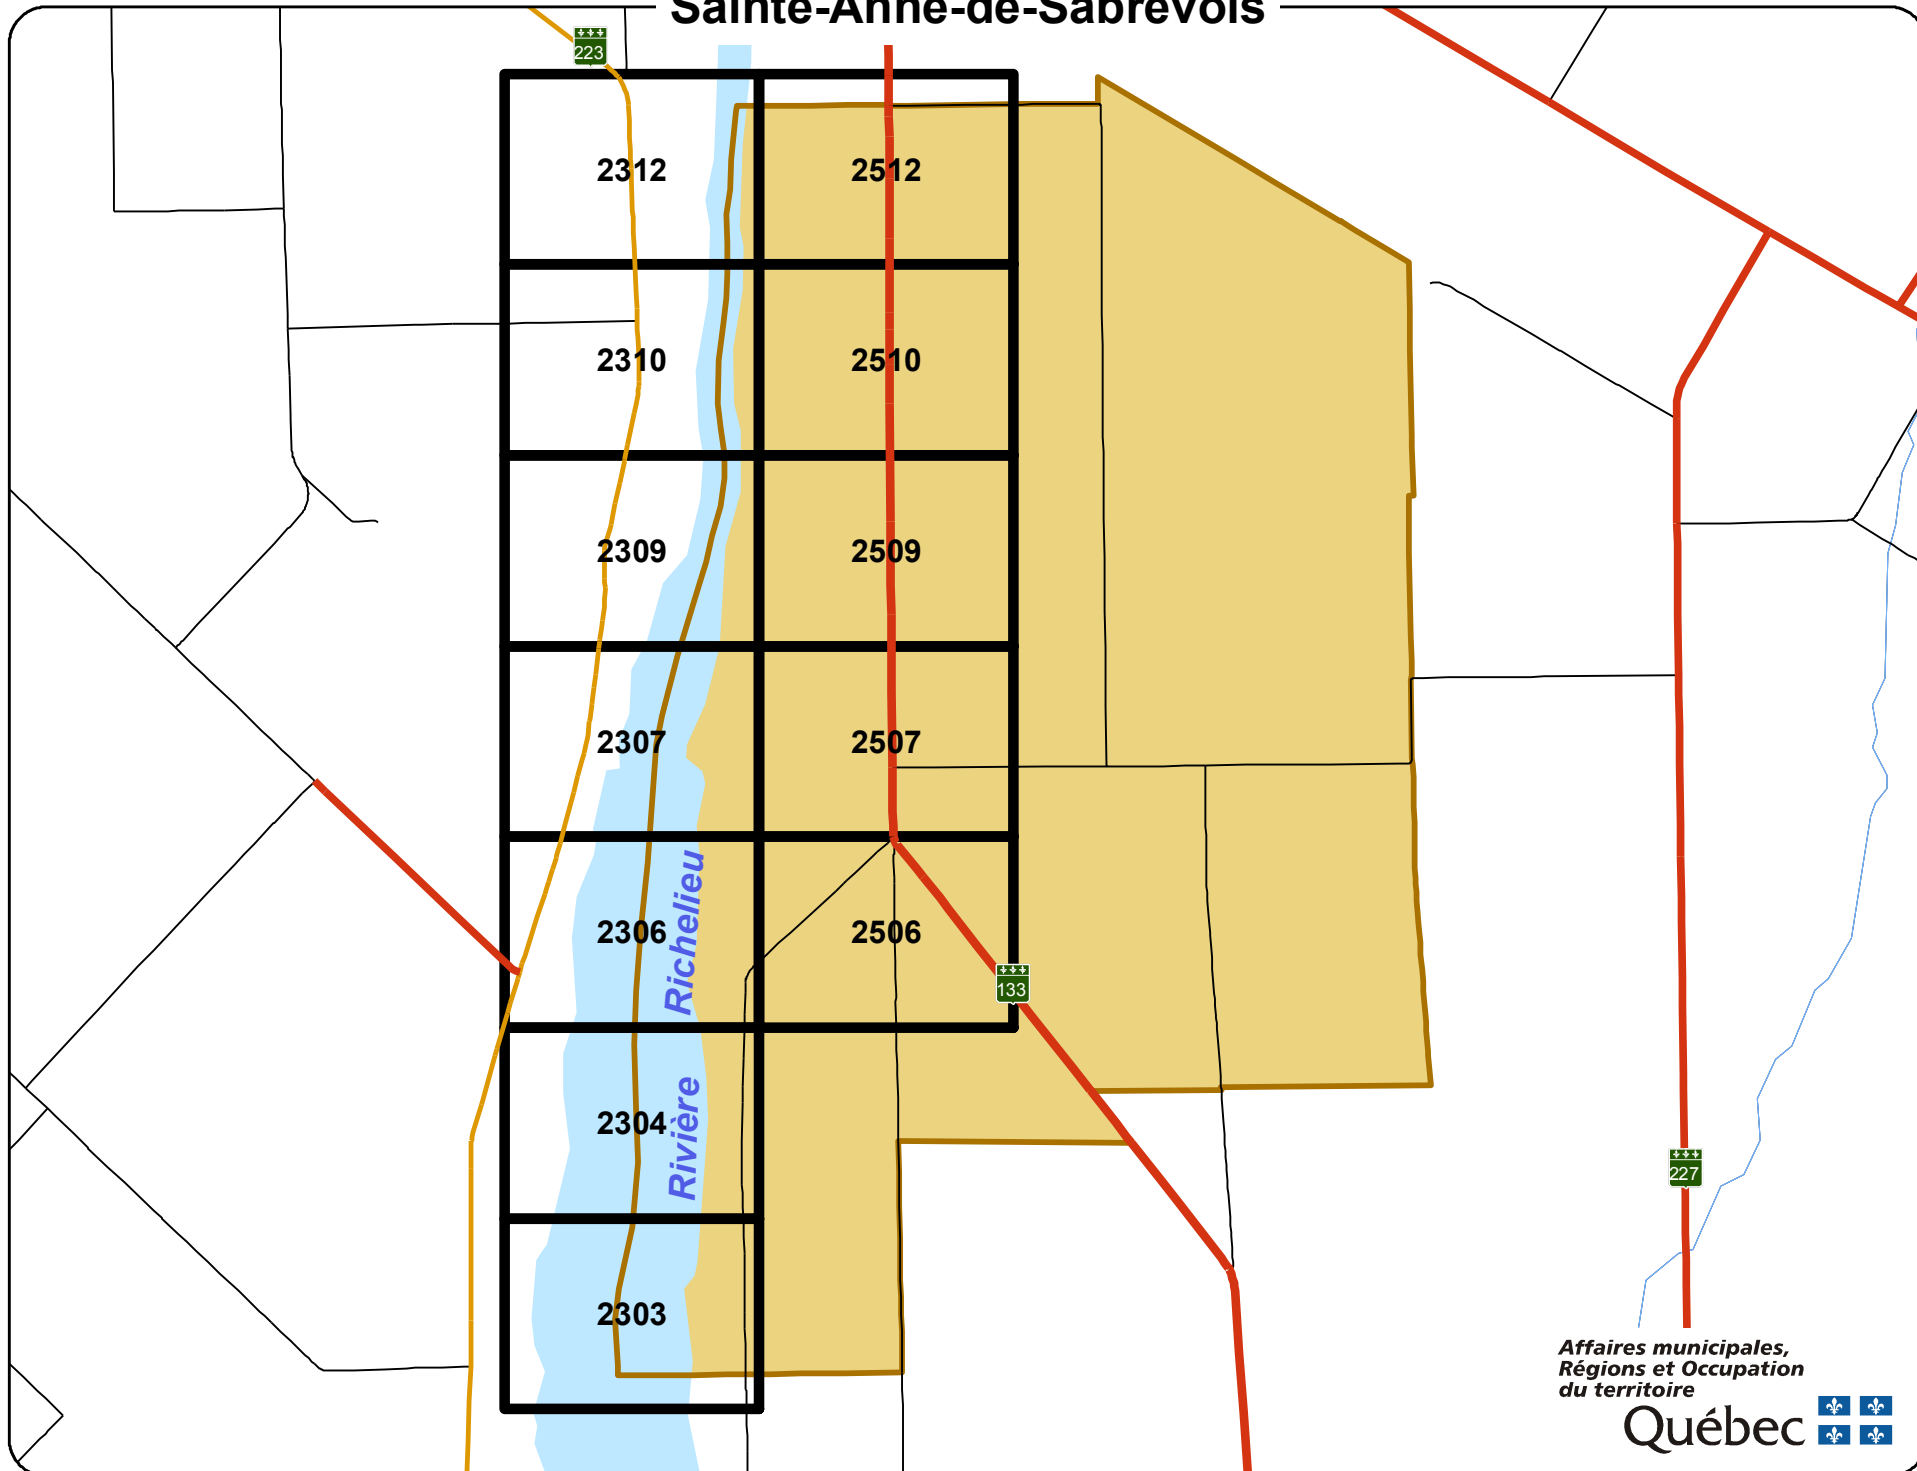 Sainte-Anne-de-Sabrevois
223
2312
2512
2310
2510
2309
2509
2307
2507
2306
2506
Rivière Richelieu
133
2304
2303
227
Affaires municipales,
Régions et Occupation
du territoire
Québec